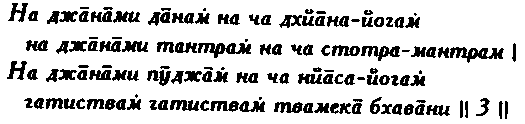 На джа̄на̄ми да̄нам̇ на ча дхйа̄на-йогам̇
на джа̄на̄ми тантрам̇ на ча стотра-мантрам |
На джа̄на̄ми пӯджа̄м̇ на ча нйа̄са-йогам̇
гатиствам̇ гатиствам̇ твамека̄ бхава̄ни || 3 ||